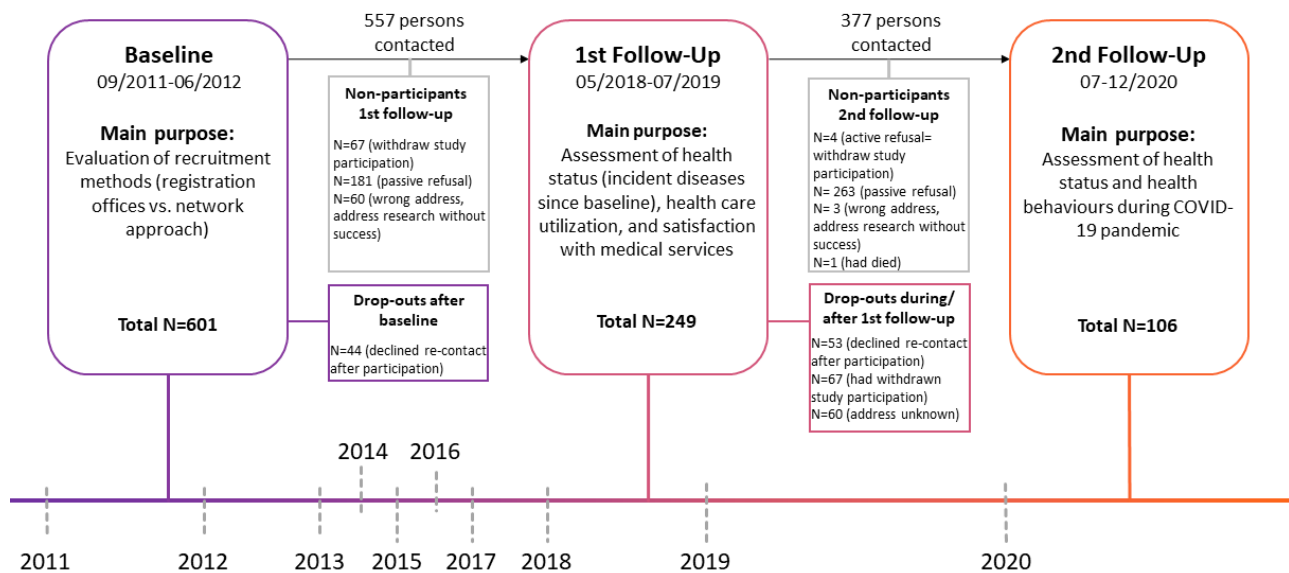 557 persons
contacted
377 persons
contacted
Baseline
09/2011-06/2012
Main purpose:
Evaluation of recruitment
methods (registration
offices vs. network
approach)
Total N=601
Non-participants
1st follow-up
N=67 (withdraw study
participation)
N=181 (passive refusal)
N=60 (wrong address,
address research without
success)
Drop-outs after
baseline
N=44 (declined re-contact
after participation)
1st Follow-Up
05/2018-07/2019
Main purpose:
Assessment of health
status (incident diseases
since baseline), health care
utilization, and satisfaction
with medical services
Total N=249
Non-participants
2nd follow-up
N=4 (active refusal=
withdraw study
participation)
N= 263 (passive refusal)
N= 3 (wrong address,
address research without
success)
N=1 (had died)
Drop-outs during/
after 1st follow-up
N=53 (declined re-contact
after participation)
N=67 (had withdrawn
study participation)
N=60 (address unknown)
2nd Follow-Up
07-12/2020
Main purpose:
Assessment of health
status and health
behaviours during COVID-
19 pandemic
Total N=106
2014 2016
2011 2012 2013 2015 2017 2018 2019 2020